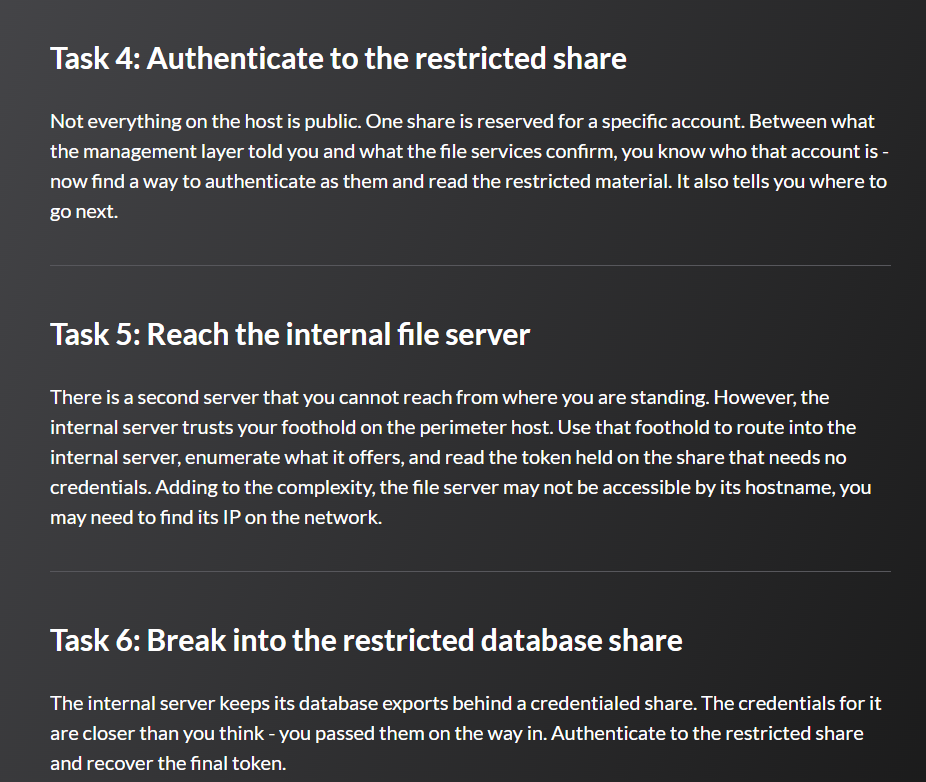 Task 4: Authenticate to the restricted share
Not everything on the host is public. One share is reserved for a specific account. Between what
the management layer told you and what the file services confirm, you know who that account is -
now find a way to authenticate as them and read the restricted material. It also tells you where to
go next.
Task 5: Reach the internal file server
There is a second server that you cannot reach from where you are standing. However, the
internal server trusts your foothold on the perimeter host. Use that foothold to route into the
internal server, enumerate what it offers, and read the token held on the share that needs no
credentials. Adding to the complexity, the file server may not be accessible by its hostname, you
may need to find its IP on the network.
Task 6: Break into the restricted database share
The internal server keeps its database exports behind a credentialed share. The credentials for it
are closer than you think - you passed them on the way in. Authenticate to the restricted share
and recover the final token.